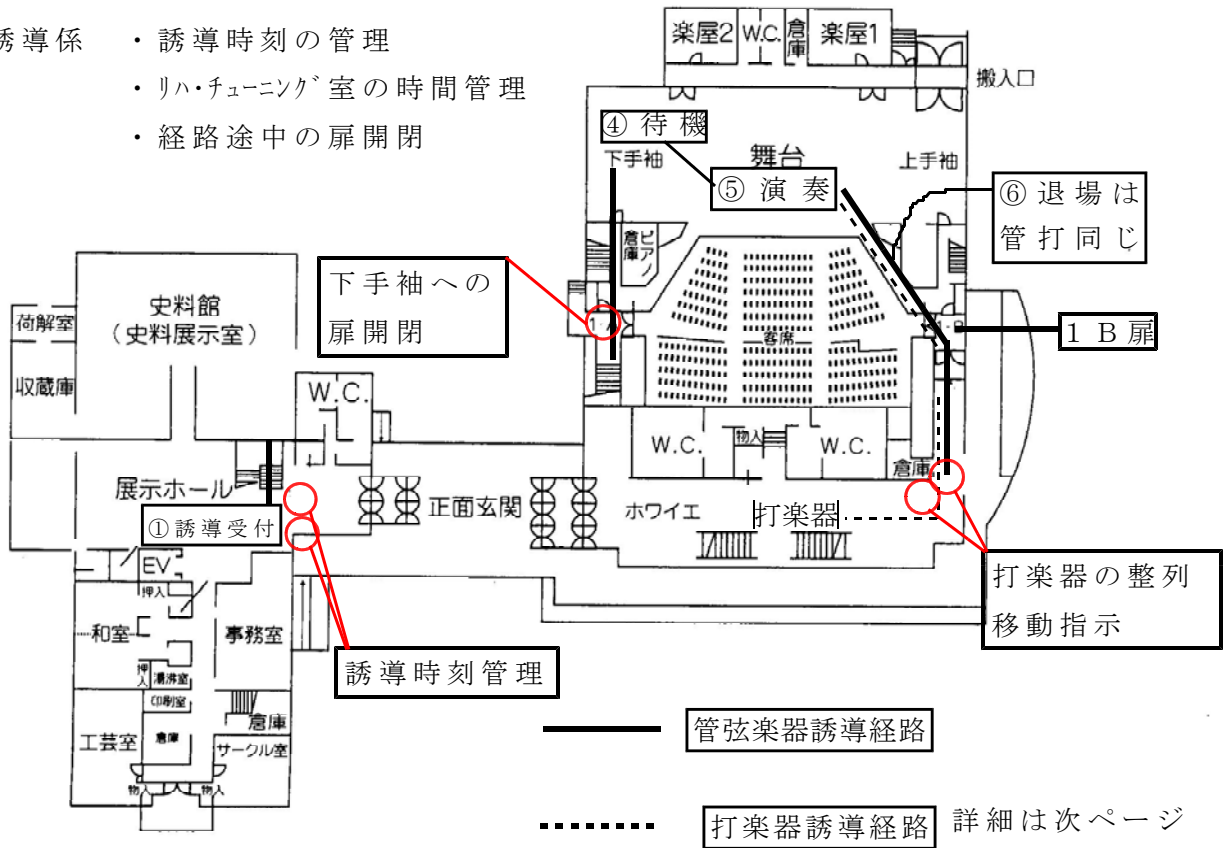 誘導係 ・誘導時刻の管理
・リハ・チューニング室の時間管理
・経路途中の扉開閉
楽屋2
W.C.
倉庫
楽屋1
搬入口
④待機
下手袖
舞台
上手袖
⑤演奏
⑥退場は
管打同じ
ピアノ
倉庫
下手袖への
扉開閉
1-A
1-B
1B扉
客席
史料館
(史料展示室)
荷解室
収蔵庫
W.C.
W.C.
物入
W.C.
倉庫
展示ホール
正面玄関
ホワイエ
打楽器
①誘導受付
EV
押入
和室
事務室
押入
湯沸室
印刷室
倉庫
倉庫
工芸室
サークル室
物入
物入
誘導時刻管理
打楽器の整列
移動指示
管弦楽器誘導経路
打楽器誘導経路 詳細は次ページ